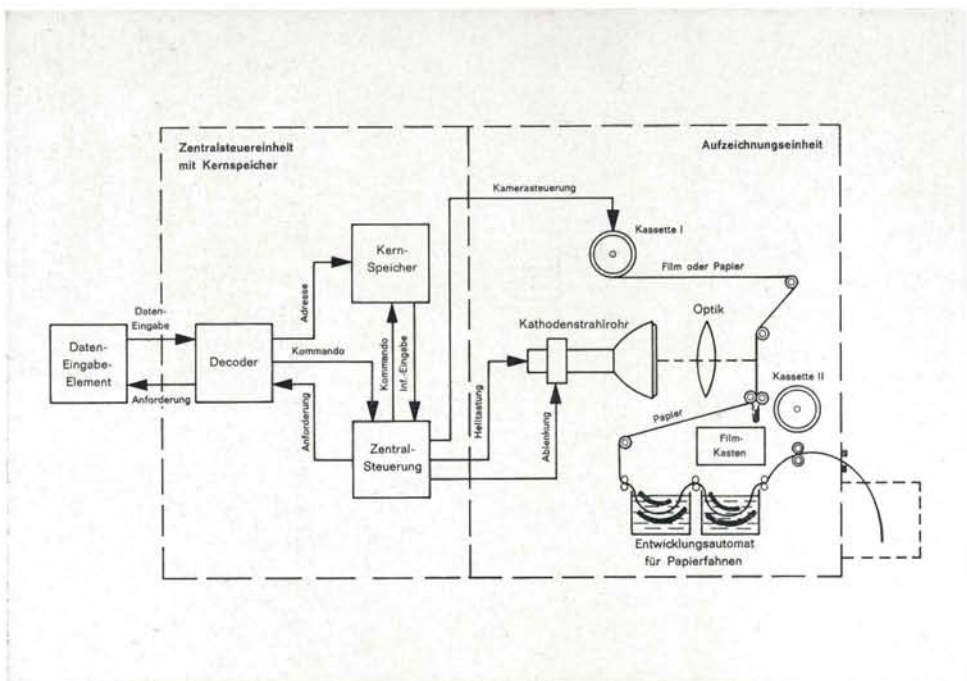 Zentralsteuereinheit
mit Kernspeicher
Aufzeichnungseinheit
Kamerasteuerung
Kassette I
Film oder Papier
Kern-
Speicher
Adresse
Daten-
Eingabe
Daten-
Eingabe-
Element
Anforderung
Decoder
Kommando
Anforderung
Kommando
Inf.-Eingabe
Zentral-
Steuerung
Helltastung
Ablenkung
Kathodenstrahlrohr
Optik
Kassette II
Papier
Film-
Kasten
Entwicklungsautomat
für Papierfahnen